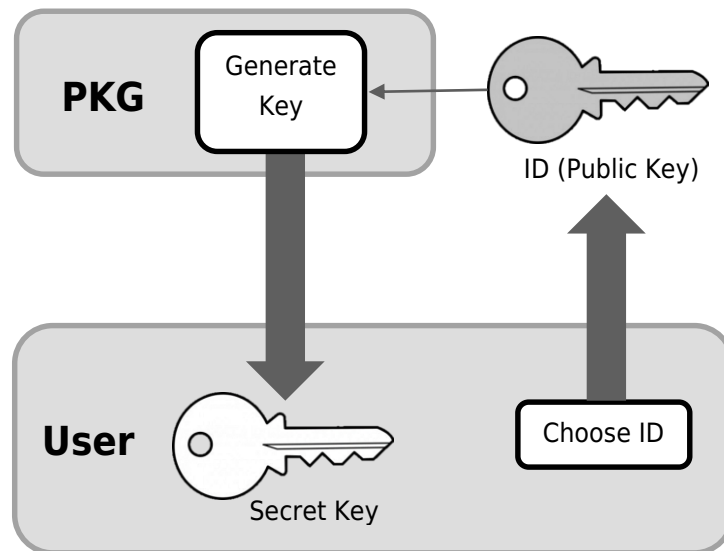 PKG
Generate
Key
ID (Public Key)
User
Choose ID
Secret Key